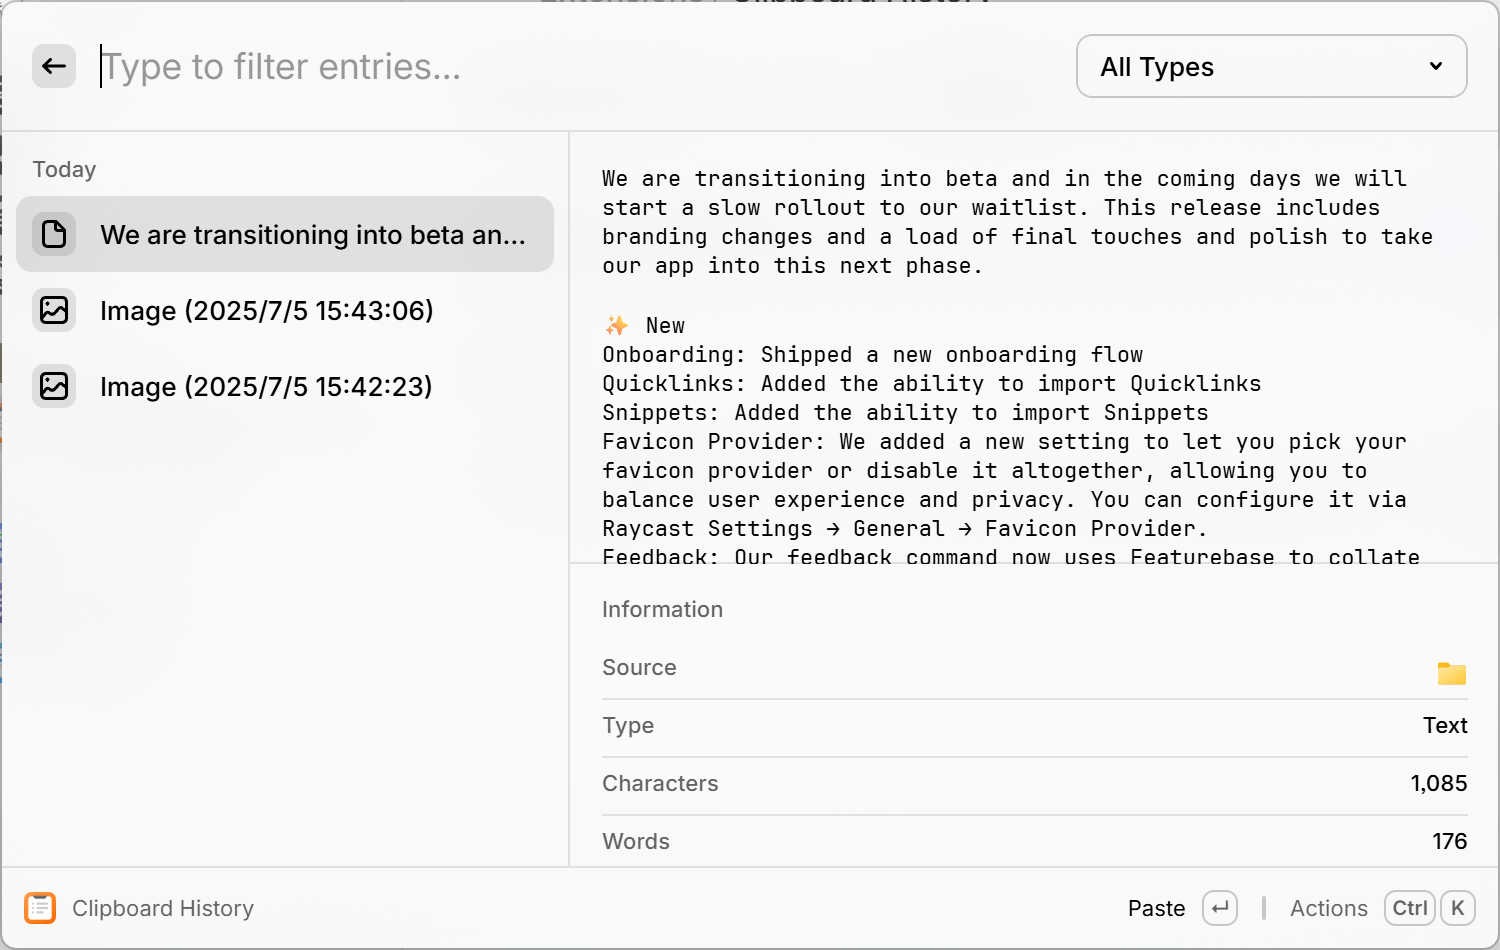 Type to filter entries...
All Types
Today
We are transitioning into beta an...
Image (2025/7/5 15:43:06)
Image (2025/7/5 15:42:23)
We are transitioning into beta and in the coming days we will
start a slow rollout to our waitlist. This release includes
branding changes and a load of final touches and polish to take
our app into this next phase.
✨ New
Onboarding: Shipped a new onboarding flow
Quicklinks: Added the ability to import Quicklinks
Snippets: Added the ability to import Snippets
Favicon Provider: We added a new setting to let you pick your
favicon provider or disable it altogether, allowing you to
balance user experience and privacy. You can configure it via
Raycast Settings → General → Favicon Provider.
Feedback: Our feedback command now uses Featurebase to collate
Information
Source
Type Text
Characters 1,085
Words 176
Clipboard History
Paste ↵ | Actions Ctrl K